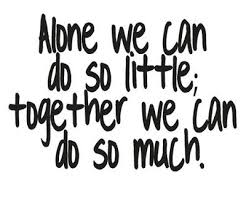 Alone we can
do so little;
together we can
do so much.